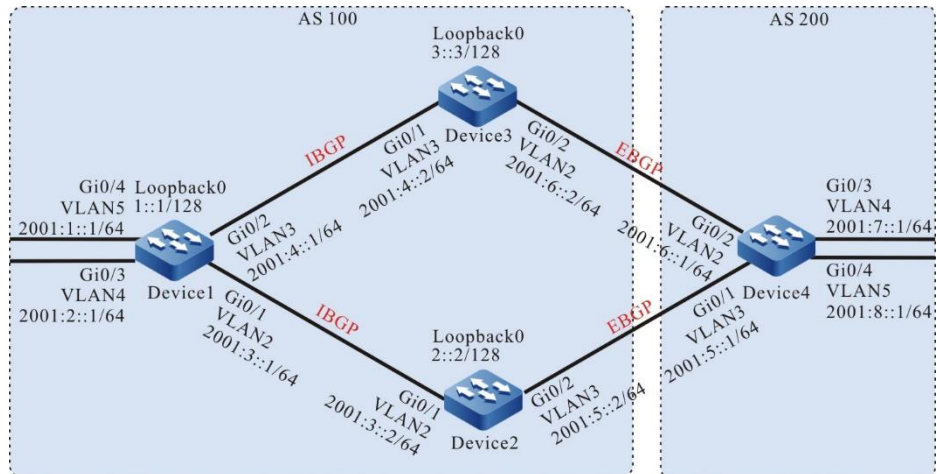 AS 100
AS 200
Loopback0
3::3/128
Device3
Gi0/1
VLAN3
2001:4::2/64
Gi0/2
VLAN2
2001:6::2/64
IBGP
EBGP
Gi0/4
VLAN5
2001:1::1/64
Loopback0
1::1/128
Gi0/2
VLAN3
2001:4::1/64
Gi0/3
VLAN4
2001:2::1/64
Device1
Gi0/1
VLAN2
2001:3::1/64
Gi0/2
VLAN2
2001:6::1/64
Gi0/3
VLAN4
2001:7::1/64
Device4
Gi0/4
VLAN5
2001:8::1/64
Gi0/1
VLAN3
2001:5::1/64
IBGP
EBGP
Loopback0
2::2/128
Gi0/1
VLAN2
2001:3::2/64
Gi0/2
VLAN3
2001:5::2/64
Device2